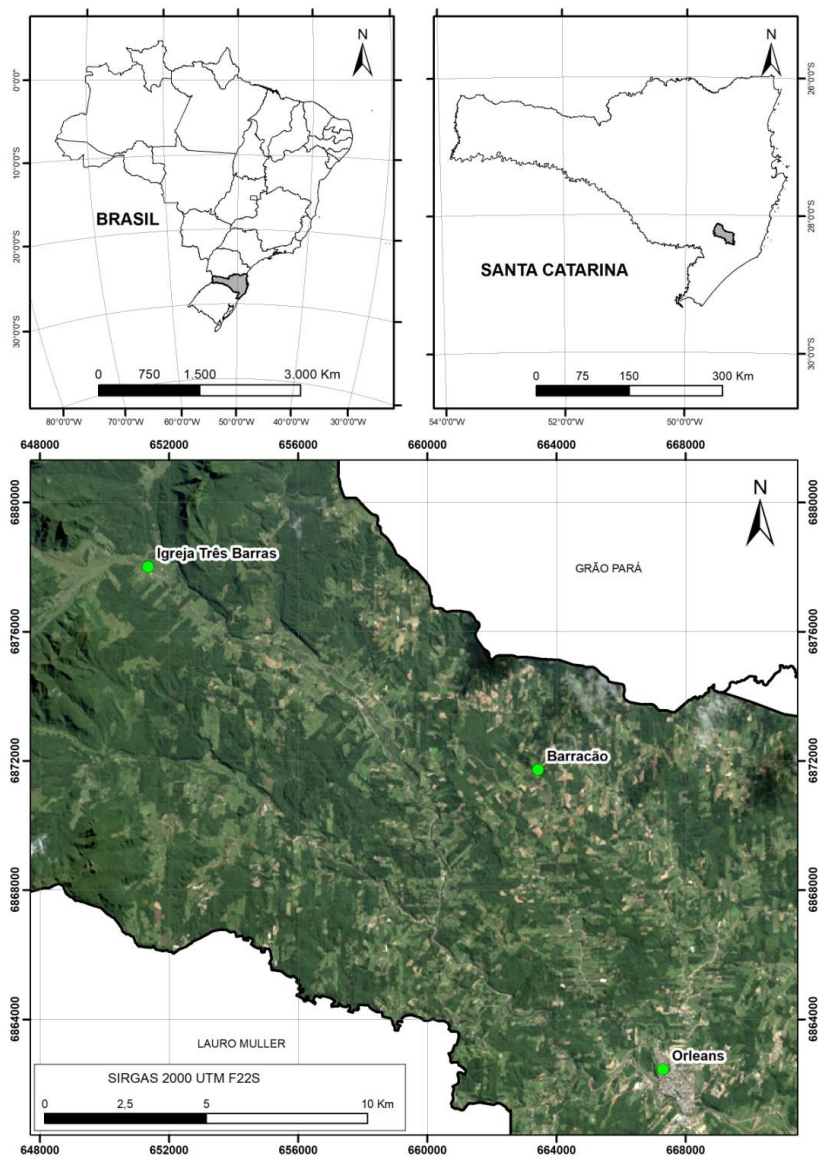 N
0°0'0"
10°0'0"S
20°0'0"S
30°0'0"S
BRASIL
0 750 1.500 3.000 Km
80°0'0"W 70°0'0"W 60°0'0"W 50°0'0"W 40°0'0"W 30°0'0"W
N
26°0'0"S
28°0'0"S
30°0'0"S
SANTA CATARINA
0 75 150 300 Km
54°0'0"W 52°0'0"W 50°0'0"W
648000 652000 656000 660000 664000 668000
6880000 6880000
N
Igreja Três Barras
GRÃO PARÁ
6876000 6876000
Barracão
6872000 6872000
6868000 6868000
6864000 6864000
LAURO MULLER
Orleans
SIRGAS 2000 UTM F22S
0 2,5 5 10 Km
648000 652000 656000 660000 664000 668000